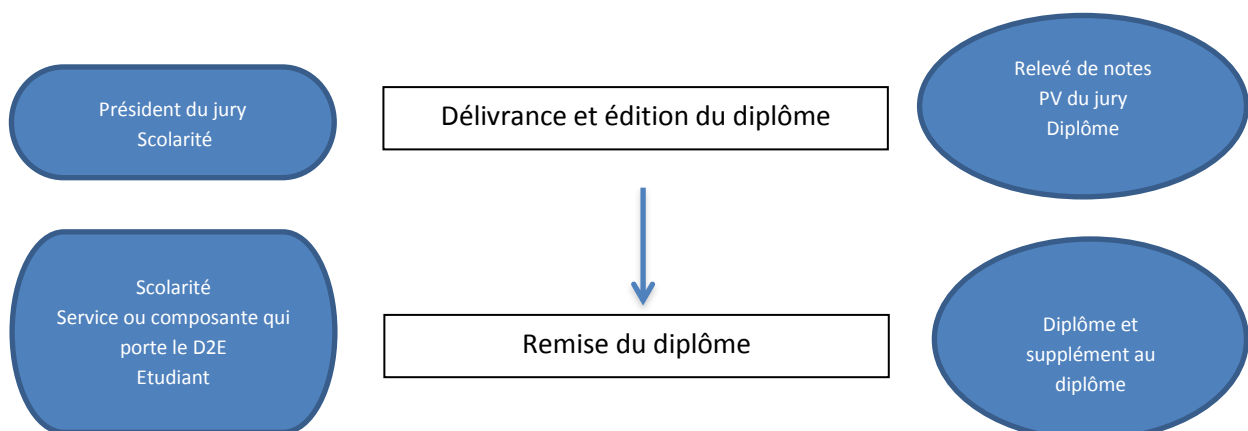 Président du jury
Scolarité
Délivrance et édition du diplôme
Relevé de notes
PV du jury
Diplôme
Scolarité
Service ou composante qui
porte le D2E
Etudiant
Remise du diplôme
Diplôme et
supplément au
diplôme